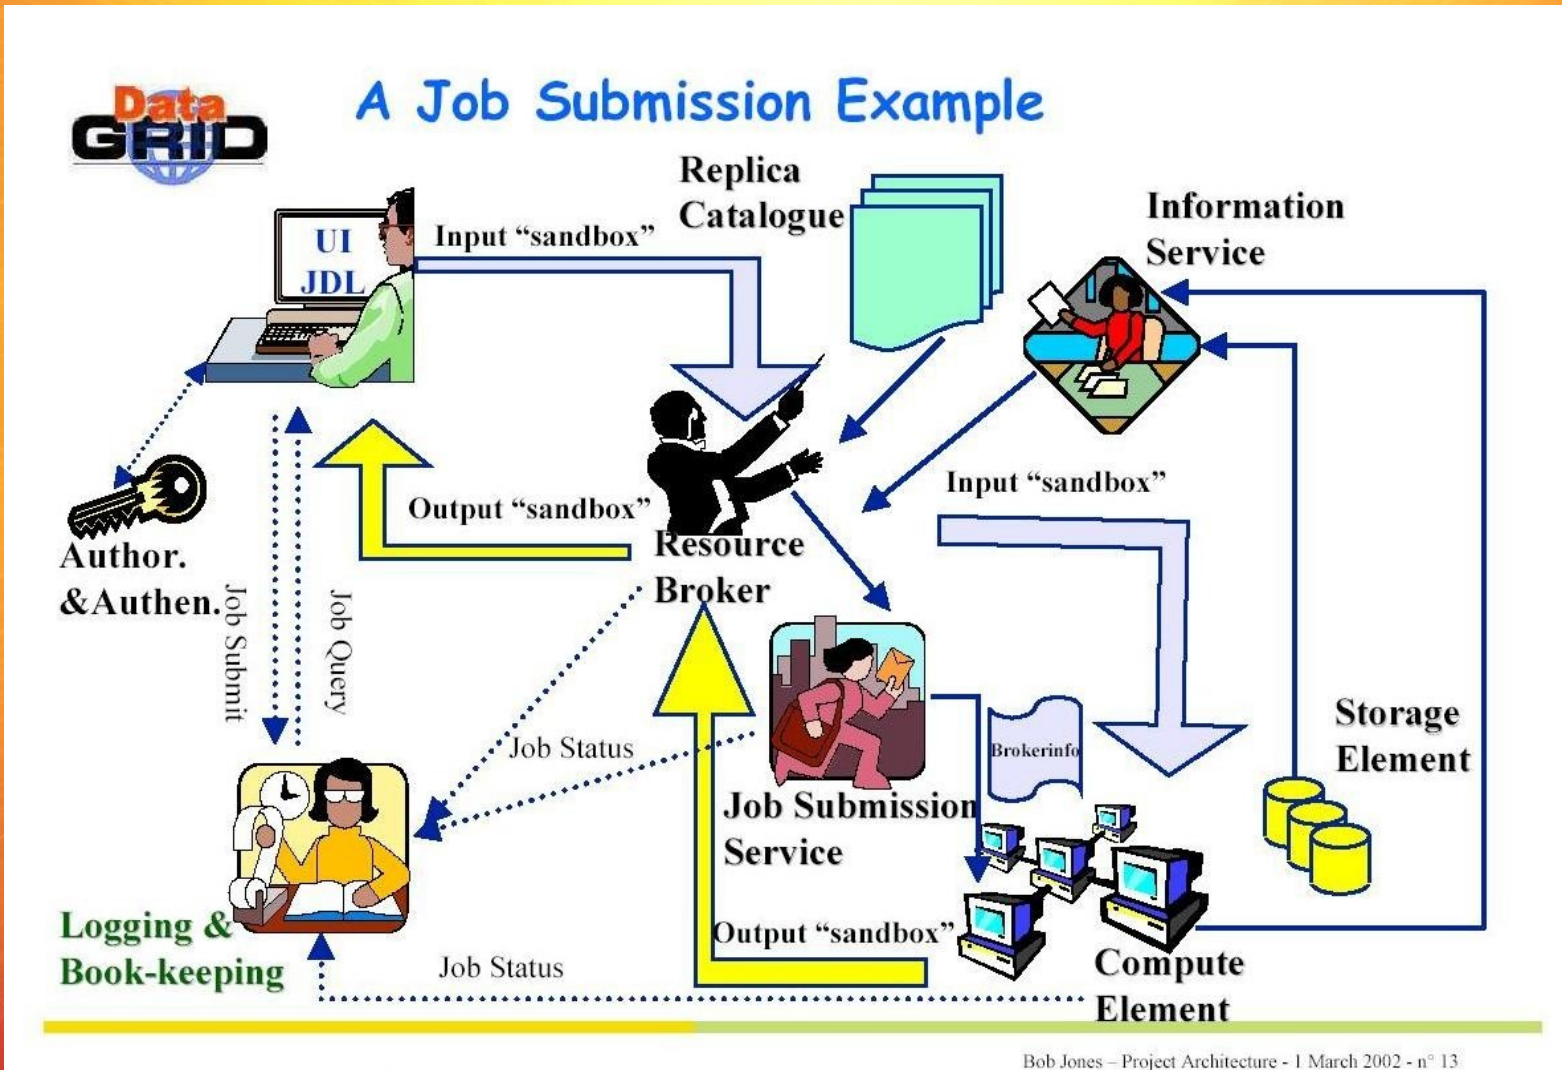 Data
GRID
A Job Submission Example
Replica
Catalogue
Information
Service
UI
JDL
Input “sandbox”
Input “sandbox”
Output “sandbox”
Resource
Broker
Author.
&Authen.
Job Submit
Job Query
Job Status
Brokerinfo
Storage
Element
Job Submission
Service
Logging &
Book-keeping
Output “sandbox”
Job Status
Compute
Element
Bob Jones – Project Architecture - 1 March 2002 - n° 13